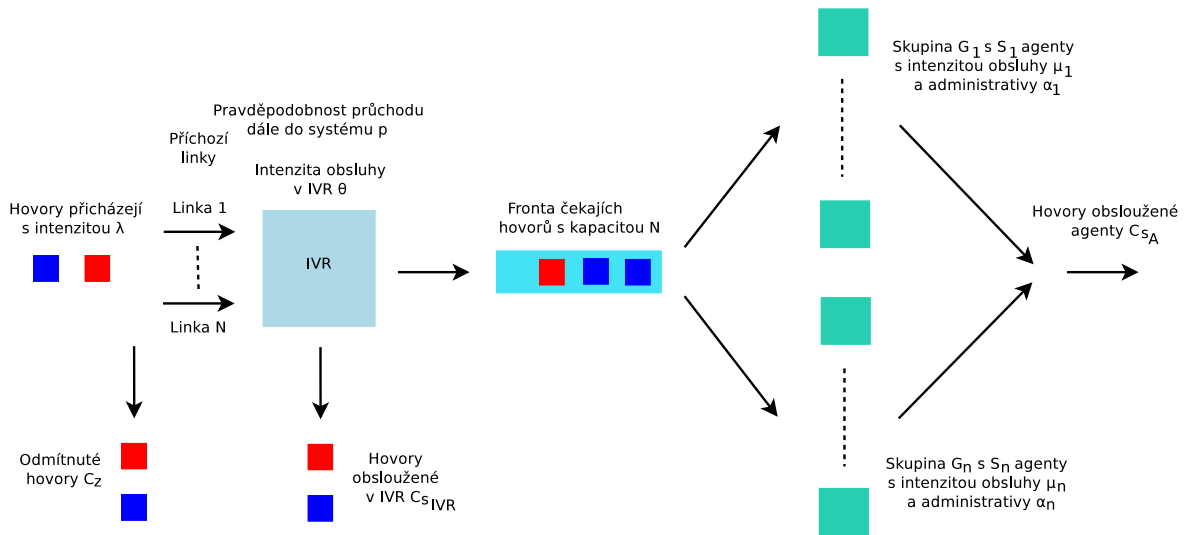 Hovory přicházejí
s intenzitou λ
Příchozí
linky
Linka 1
Linka N
Pravděpodobnost průchodu
dále do systému p
Intenzita obsluhy
v IVR θ
IVR
Fronta čekajích
hovorů s kapacitou N
Skupina G1 s S1 agenty
s intenzitou obsluhy μ1
a administrativy α1
Hovory obsloužené
agenty CsA
Odmítnuté
hovory Cz
Hovory
obsloužené
v IVR CsIVR
Skupina Gn s Sn agenty
s intenzitou obsluhy μn
a administrativy αn